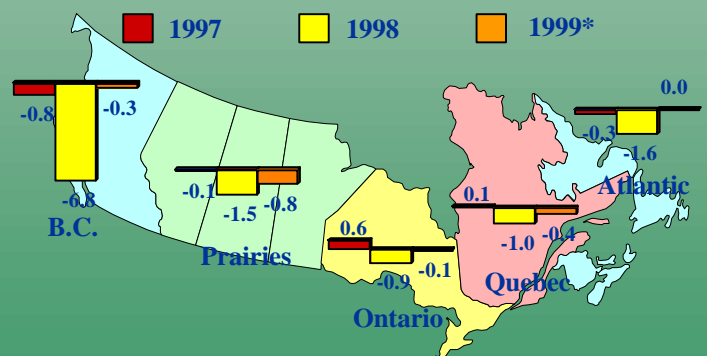 1997 1998 1999*
0.0
-0.8 -0.3
-0.3
-1.6
Atlantic
-0.1
-1.5
-0.8
-6.8
B.C.
0.1
-1.0
-0.4
0.6
-0.9
-0.1
Prairies
Quebec
Ontario